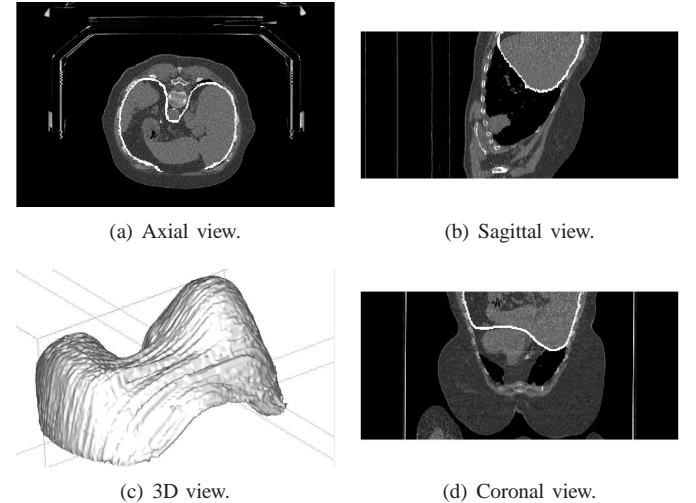 (a) Axial view.
(b) Sagittal view.
(c) 3D view.
(d) Coronal view.